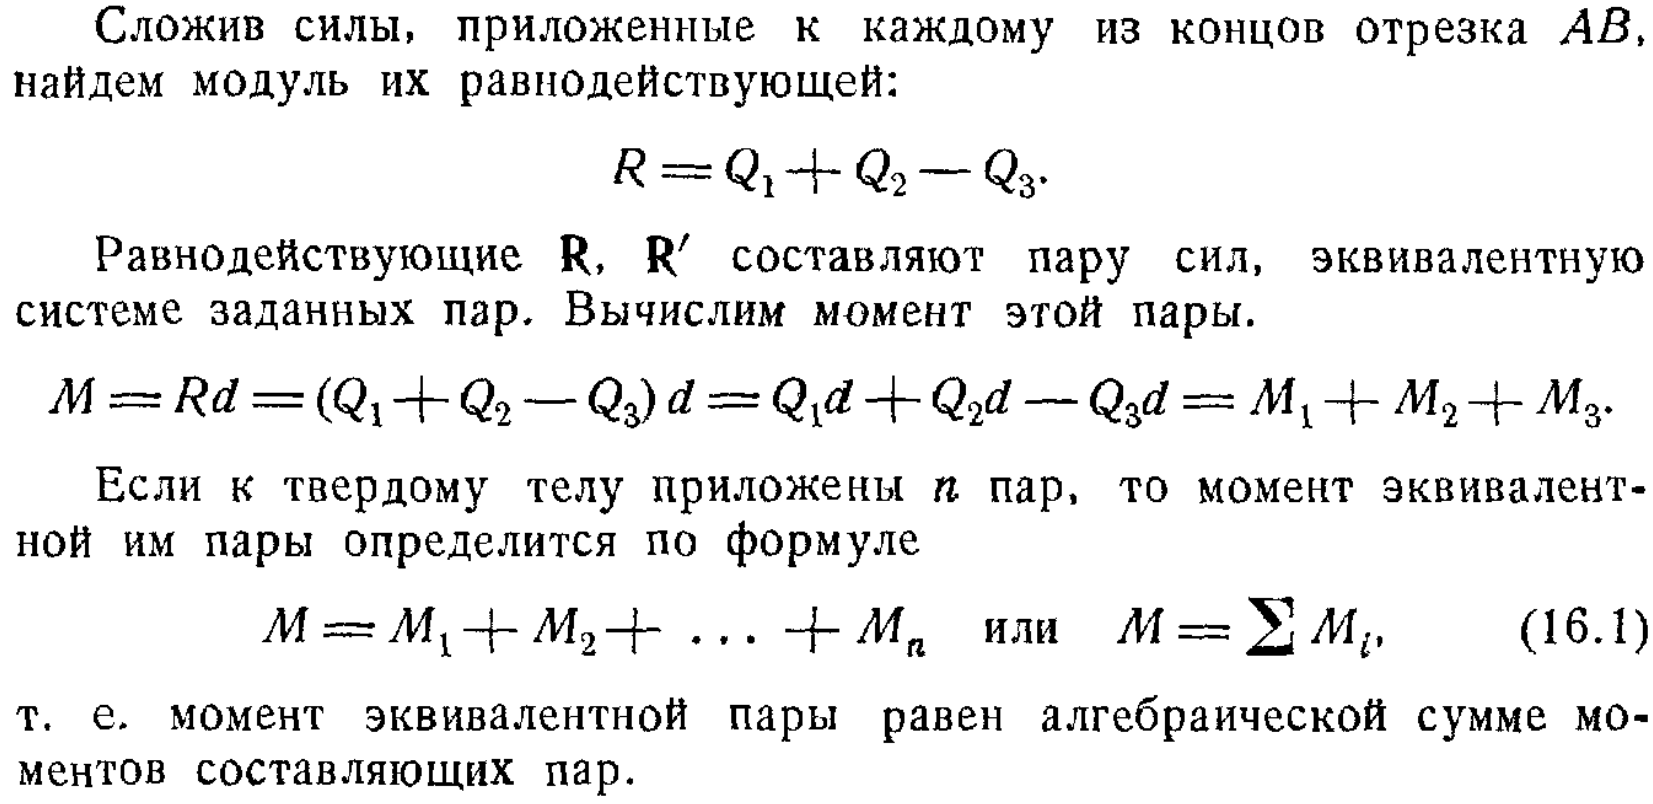 Сложив силы, приложенные к каждому из концов отрезка AB,
найдем модуль их равнодействующей:
R = Q₁ + Q₂ — Q₃.
Равнодействующие R, R′ составляют пару сил, эквивалентную
системе заданных пар. Вычислим момент этой пары.
M = Rd = (Q₁ + Q₂ — Q₃) d = Q₁d + Q₂d — Q₃d = M₁ + M₂ + M₃.
Если к твердому телу приложены n пар, то момент эквивалент-
ной им пары определится по формуле
M = M₁ + M₂ + ... + Mₙ или M = ∑ Mᵢ, (16.1)
т. е. момент эквивалентной пары равен алгебраической сумме мо-
ментов составляющих пар.